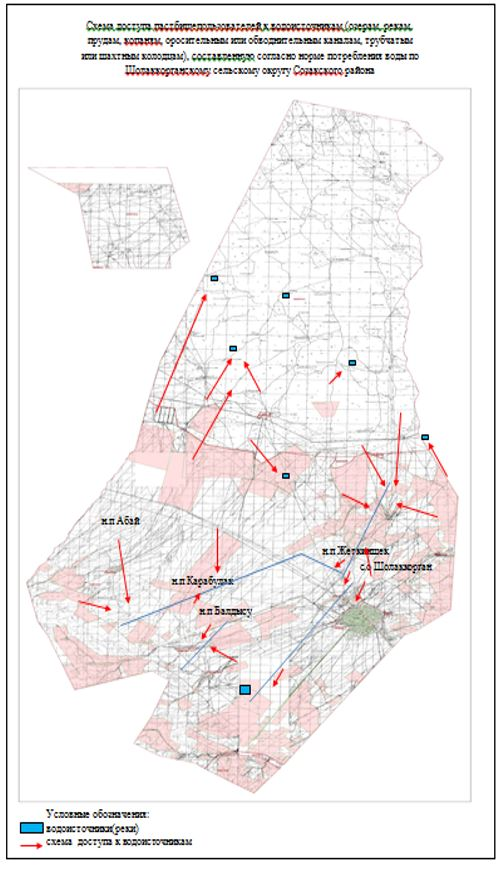 Схема доступа пастбищепользователей к водоисточникам (озерам, рекам,
прудам, копаням, оросительным или обводнительным каналам, трубчатым
или шахтным колодцам), составленную согласно норме потребления воды по
Шолаккорганскому сельскому округу Созакского района
н.п Абай
н.п Жеткиншек
с.о Шолаккорган
н.п Карабулак
н.п Балдысу
Условные обозначения:
водоисточники(реки)
схема доступа к водоисточникам